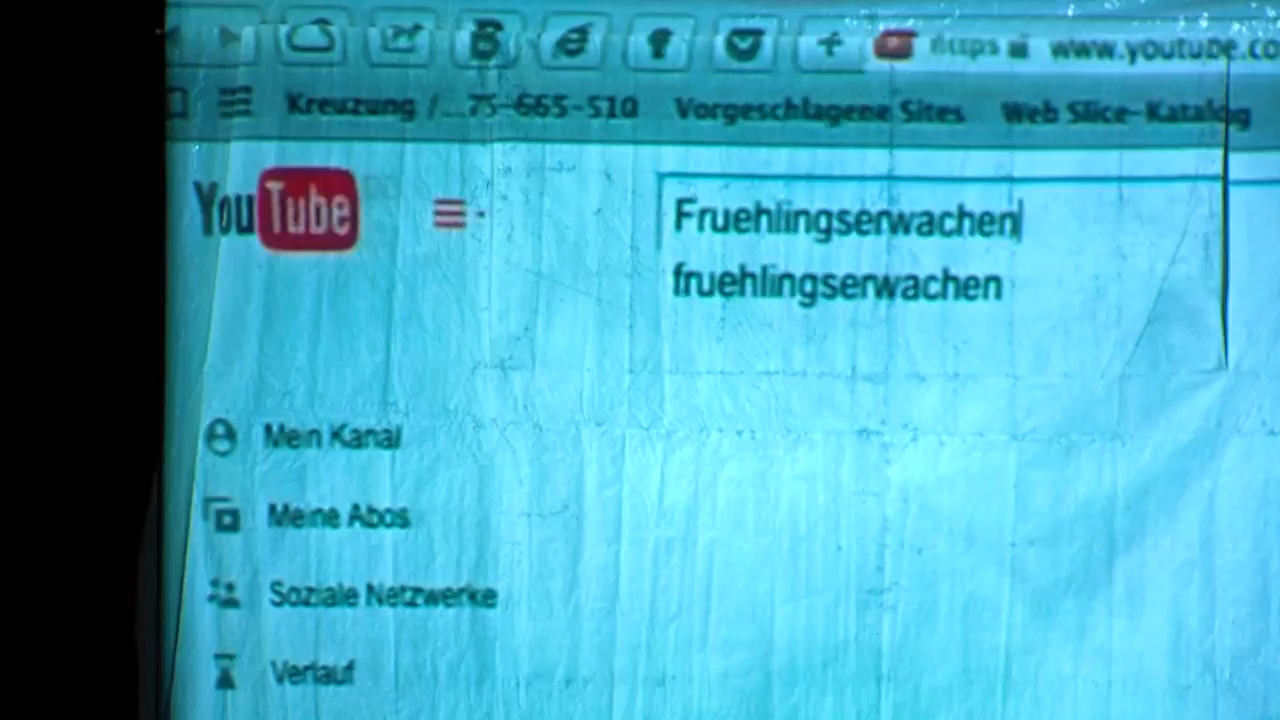 https www.youtube.co
Kreuzung /...75-665-510 Vorgeschlagene Sites Web Slice-Katalog
YouTube
Fruehlingserwachen
fruehlingserwachen
Mein Kanal
Meine Abos
Soziale Netzwerke
Verlauf